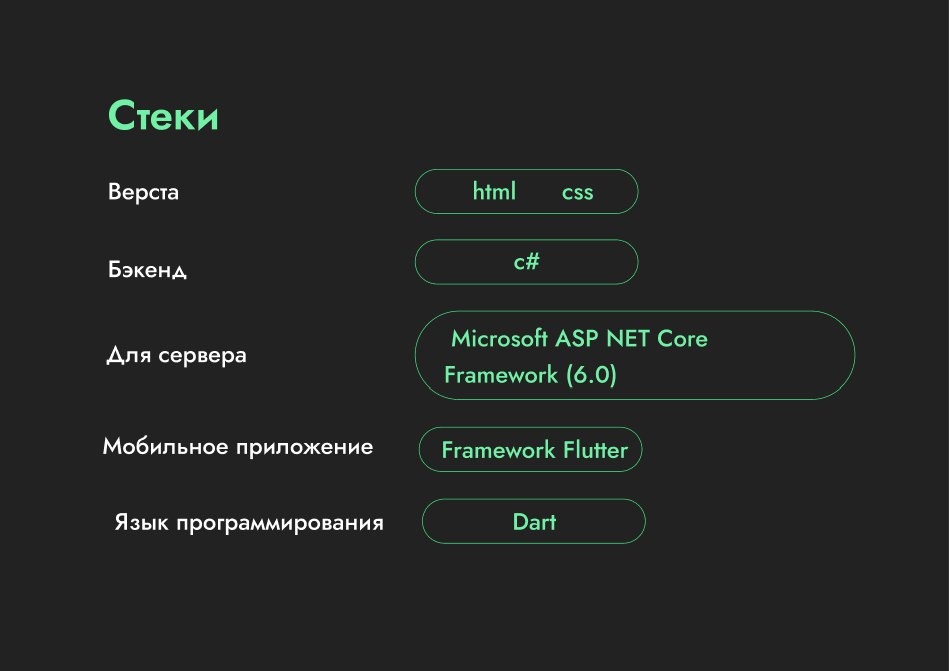 Стеки
Верста html css
Бэкенд c#
Для сервера Microsoft ASP NET Core
Framework (6.0)
Мобильное приложение Framework Flutter
Язык программирования Dart